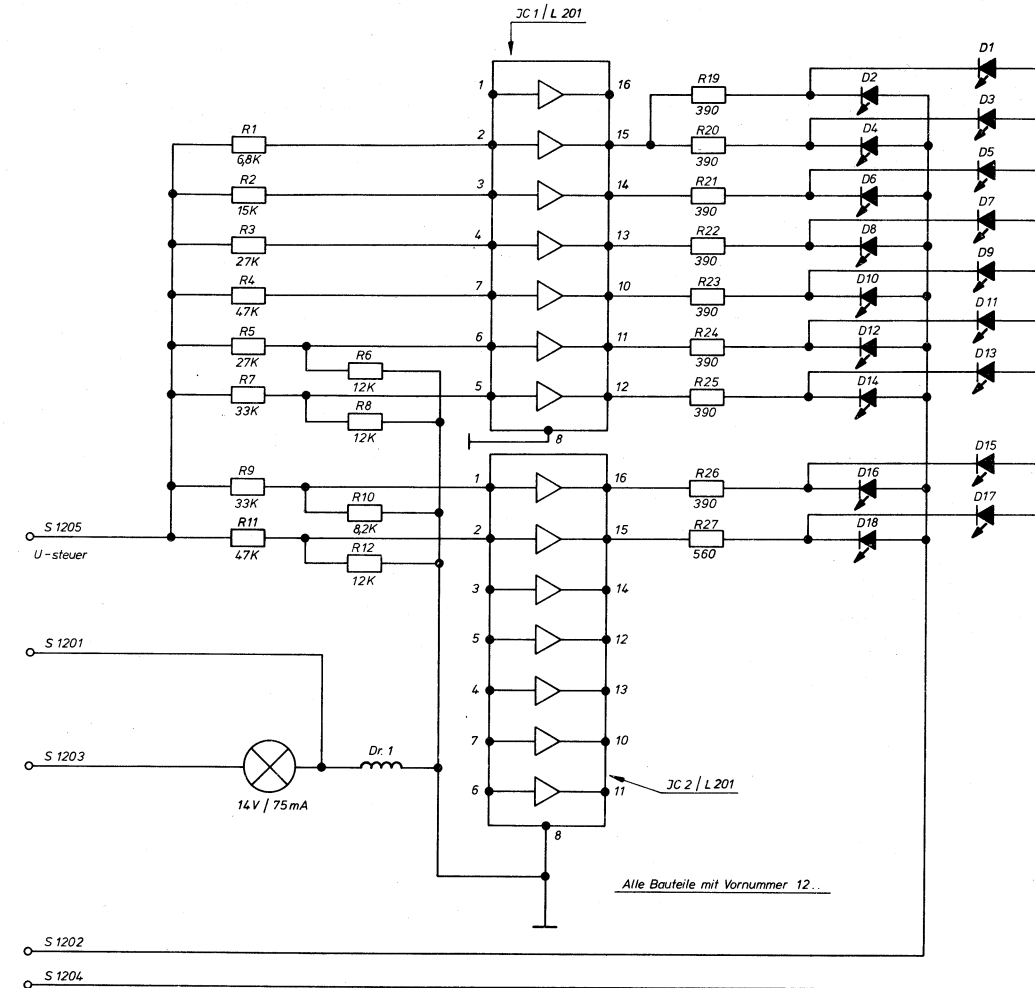 JC 1 / L 201
D1
1
16
R19
390
D2
D3
R1
6,8K
2
15
R20
390
D4
D5
R2
15K
3
14
R21
390
D6
D7
R3
27K
4
13
R22
390
D8
D9
R4
47K
7
10
R23
390
D10
D11
R5
27K
6
11
R24
390
D12
D13
R6
12K
R7
33K
5
12
R25
390
D14
R8
12K
8
D15
R9
33K
1
16
R26
390
D16
D17
R10
8,2K
S 1205
U-steuer
R11
47K
2
15
R27
560
D18
R12
12K
3
14
5
12
S 1201
4
13
S 1203
14V / 75mA
Dr. 1
7
10
6
11
JC 2 / L 201
8
Alle Bauteile mit Vornummer 12..
S 1202
S 1204